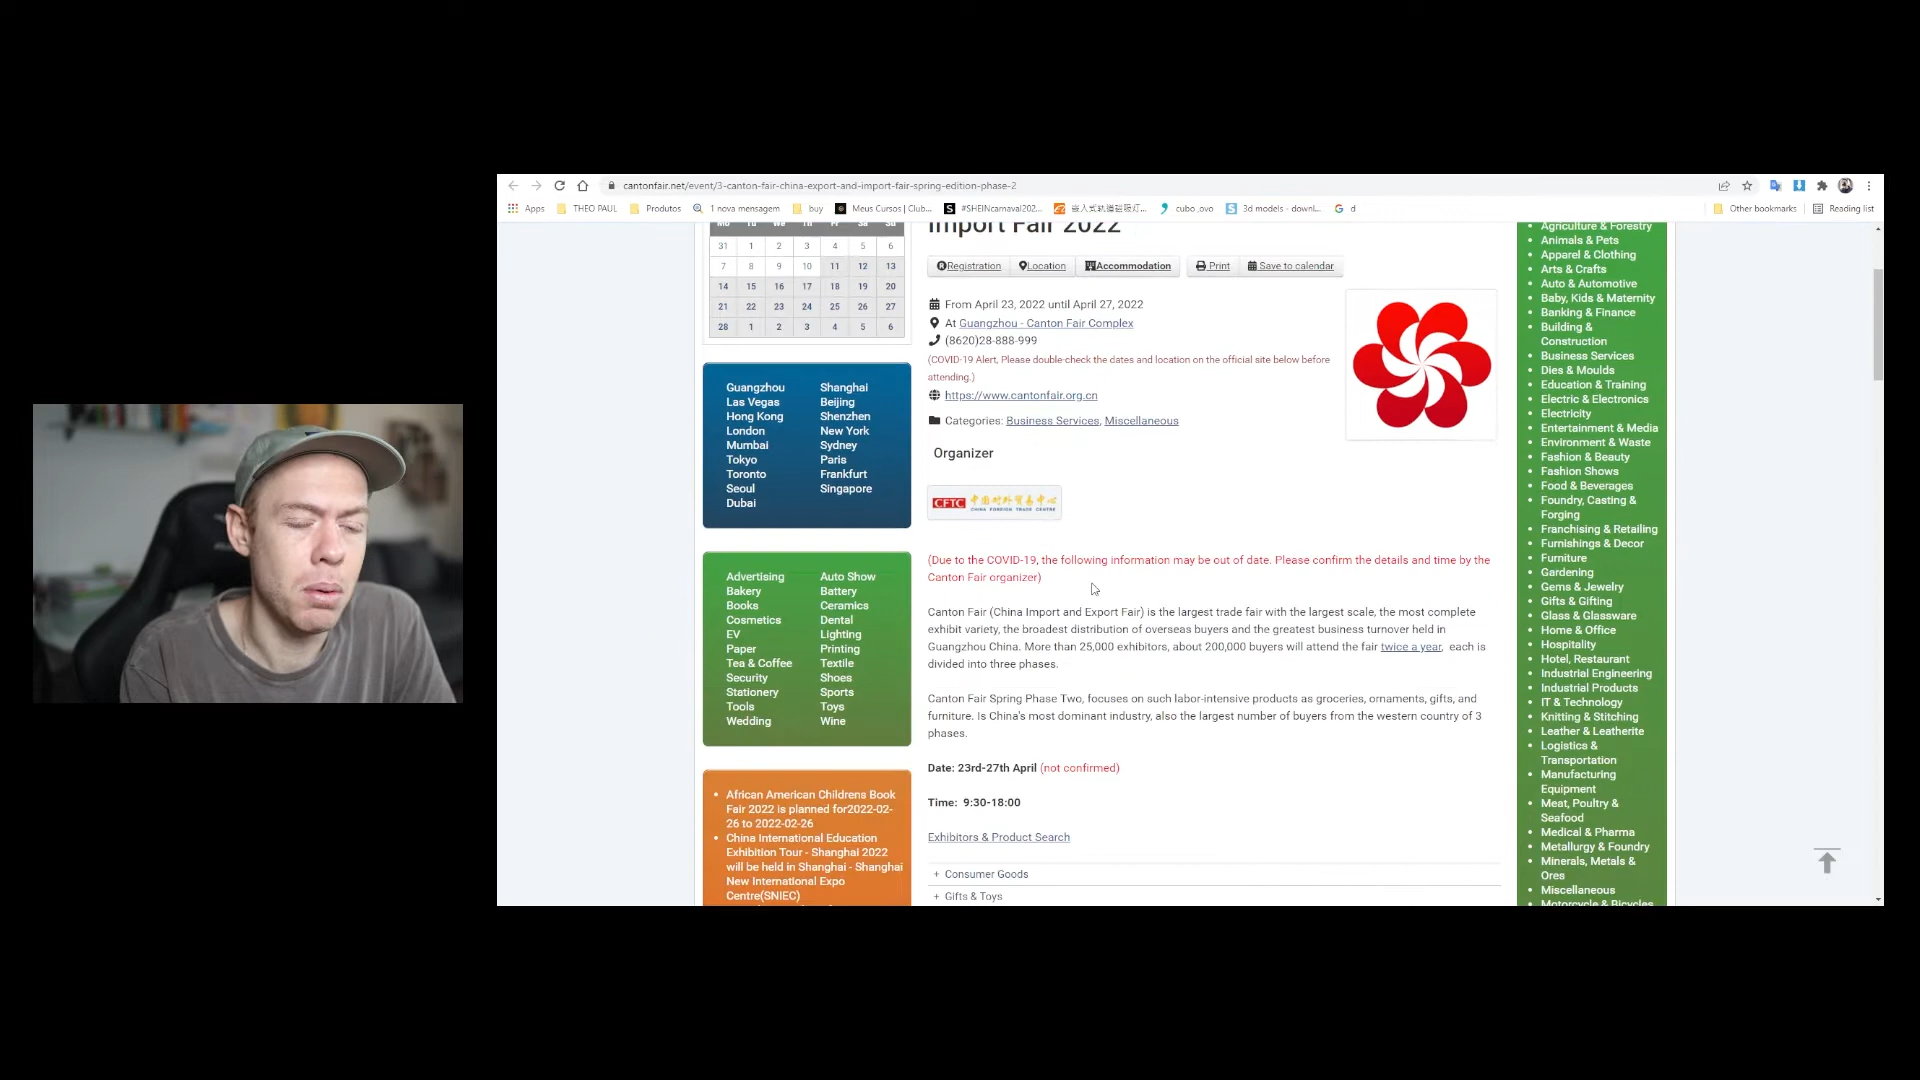 cantonfair.net/event/3-canton-fair-china-export-and-import-fair-spring-edition-phase-2
Apps
THEO PAUL
Produtos
1 nova mensagem
buy
Meus Cursos | Club...
#SHEINcarnaval202...
cubo ,ovo
3d models - downl...
d
Other bookmarks
Reading list
Mo Tu We Th Fr Sa Su
31 1 2 3 4 5 6
7 8 9 10 11 12 13
14 15 16 17 18 19 20
21 22 23 24 25 26 27
28 1 2 3 4 5 6
Guangzhou Shanghai
Las Vegas Beijing
Hong Kong Shenzhen
London New York
Mumbai Sydney
Tokyo Paris
Toronto Frankfurt
Seoul Singapore
Dubai
Advertising Auto Show
Bakery Battery
Books Ceramics
Cosmetics Dental
EV Lighting
Paper Printing
Tea & Coffee Textile
Security Shoes
Stationery Sports
Tools Toys
Wedding Wine
African American Childrens Book
Fair 2022 is planned for2022-02-
26 to 2022-02-26
China International Education
Exhibition Tour - Shanghai 2022
will be held in Shanghai - Shanghai
New International Expo
Centre(SNIEC)
Import Fair 2022
Registration Location Accommodation Print Save to calendar
From April 23, 2022 until April 27, 2022
At Guangzhou - Canton Fair Complex
(8620)28-888-999
(COVID-19 Alert, Please double-check the dates and location on the official site below before
attending.)
https://www.cantonfair.org.cn
Categories: Business Services, Miscellaneous
Organizer
CFTC 中国对外贸易中心
CHINA FOREIGN TRADE CENTRE
(Due to the COVID-19, the following information may be out of date. Please confirm the details and time by the
Canton Fair organizer)
Canton Fair (China Import and Export Fair) is the largest trade fair with the largest scale, the most complete
exhibit variety, the broadest distribution of overseas buyers and the greatest business turnover held in
Guangzhou China. More than 25,000 exhibitors, about 200,000 buyers will attend the fair twice a year, each is
divided into three phases.
Canton Fair Spring Phase Two, focuses on such labor-intensive products as groceries, ornaments, gifts, and
furniture. Is China's most dominant industry, also the largest number of buyers from the western country of 3
phases.
Date: 23rd-27th April (not confirmed)
Time: 9:30-18:00
Exhibitors & Product Search
+ Consumer Goods
+ Gifts & Toys
Agriculture & Forestry
Animals & Pets
Apparel & Clothing
Arts & Crafts
Auto & Automotive
Baby, Kids & Maternity
Banking & Finance
Building &
Construction
Business Services
Dies & Moulds
Education & Training
Electric & Electronics
Electricity
Entertainment & Media
Environment & Waste
Fashion & Beauty
Fashion Shows
Food & Beverages
Foundry, Casting &
Forging
Franchising & Retailing
Furnishings & Decor
Furniture
Gardening
Gems & Jewelry
Gifts & Gifting
Glass & Glassware
Home & Office
Hospitality
Hotel, Restaurant
Industrial Engineering
Industrial Products
IT & Technology
Knitting & Stitching
Leather & Leatherite
Logistics &
Transportation
Manufacturing
Equipment
Meat, Poultry &
Seafood
Medical & Pharma
Metallurgy & Foundry
Minerals, Metals &
Ores
Miscellaneous
Motorcycle & Bicycles